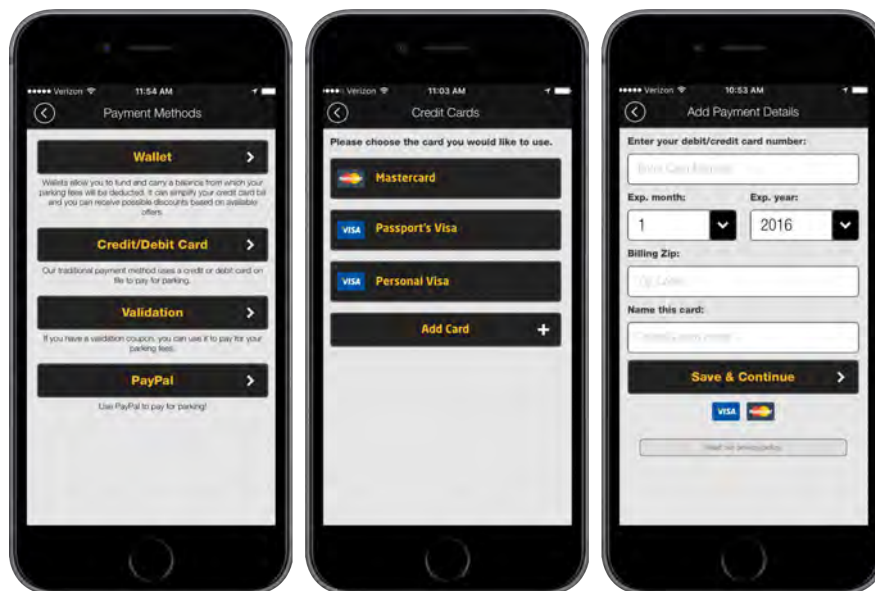 Verizon
11:54 AM
Payment Methods
Wallet
Wallets allow you to fund and carry a balance from which your
parking fees will be deducted. It can simplify your credit card bill
and you can receive possible discounts based on available
offers.
Credit/Debit Card
Our traditional payment method uses a credit or debit card on
file to pay for parking.
Validation
If you have a validation coupon, you can use it to pay for your
parking fees.
PayPal
Use PayPal to pay for parking!
Verizon
11:03 AM
Credit Cards
Please choose the card you would like to use.
Mastercard
VISA Passport's Visa
VISA Personal Visa
Add Card +
Verizon
10:53 AM
Add Payment Details
Enter your debit/credit card number:
Enter Card Number
Exp. month: Exp. year:
1 2016
Billing Zip:
Zip Code
Name this card:
Save & Continue
VISA